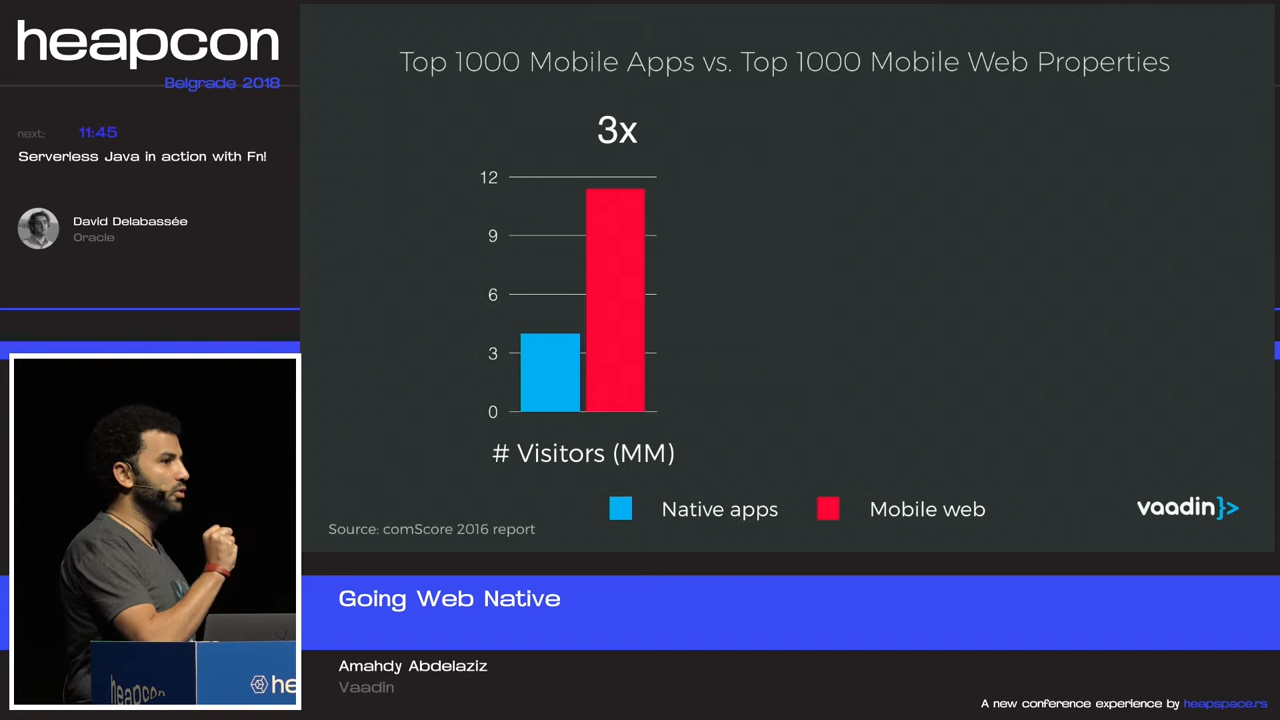 heapcon
Belgrade 2018
next: 11:45
Serverless Java in action with Fn!
David Delabassée
Oracle
Top 1000 Mobile Apps vs. Top 1000 Mobile Web Properties
3x
12
9
6
3
0
# Visitors (MM)
Native apps
Mobile web
Source: comScore 2016 report
vaadin}>
heapcon
he
Going Web Native
Amahdy Abdelaziz
Vaadin
A new conference experience by heapspace.rs